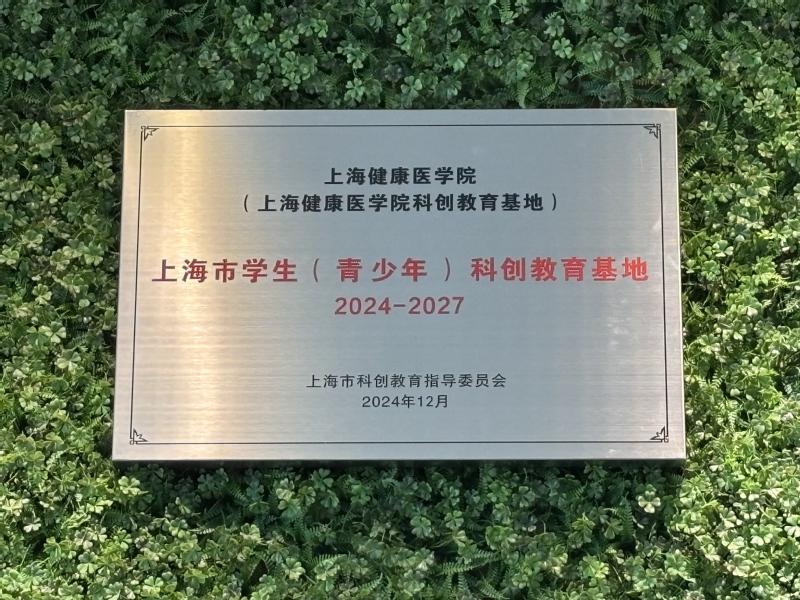 上海健康医学院
（上海健康医学院科创教育基地）
上海市学生（青少年）科创教育基地
2024-2027
上海市科创教育指导委员会
2024年12月